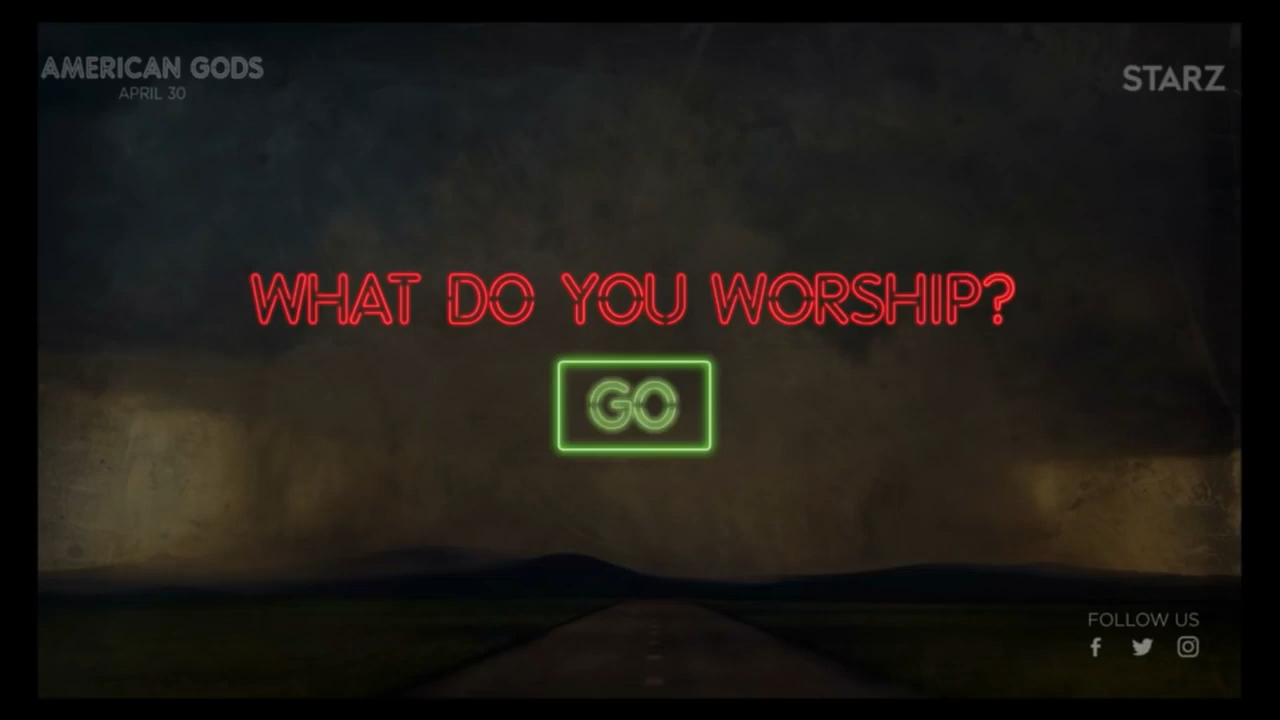 AMERICAN GODS
APRIL 30
STARZ
WHAT DO YOU WORSHIP?
GO
FOLLOW US